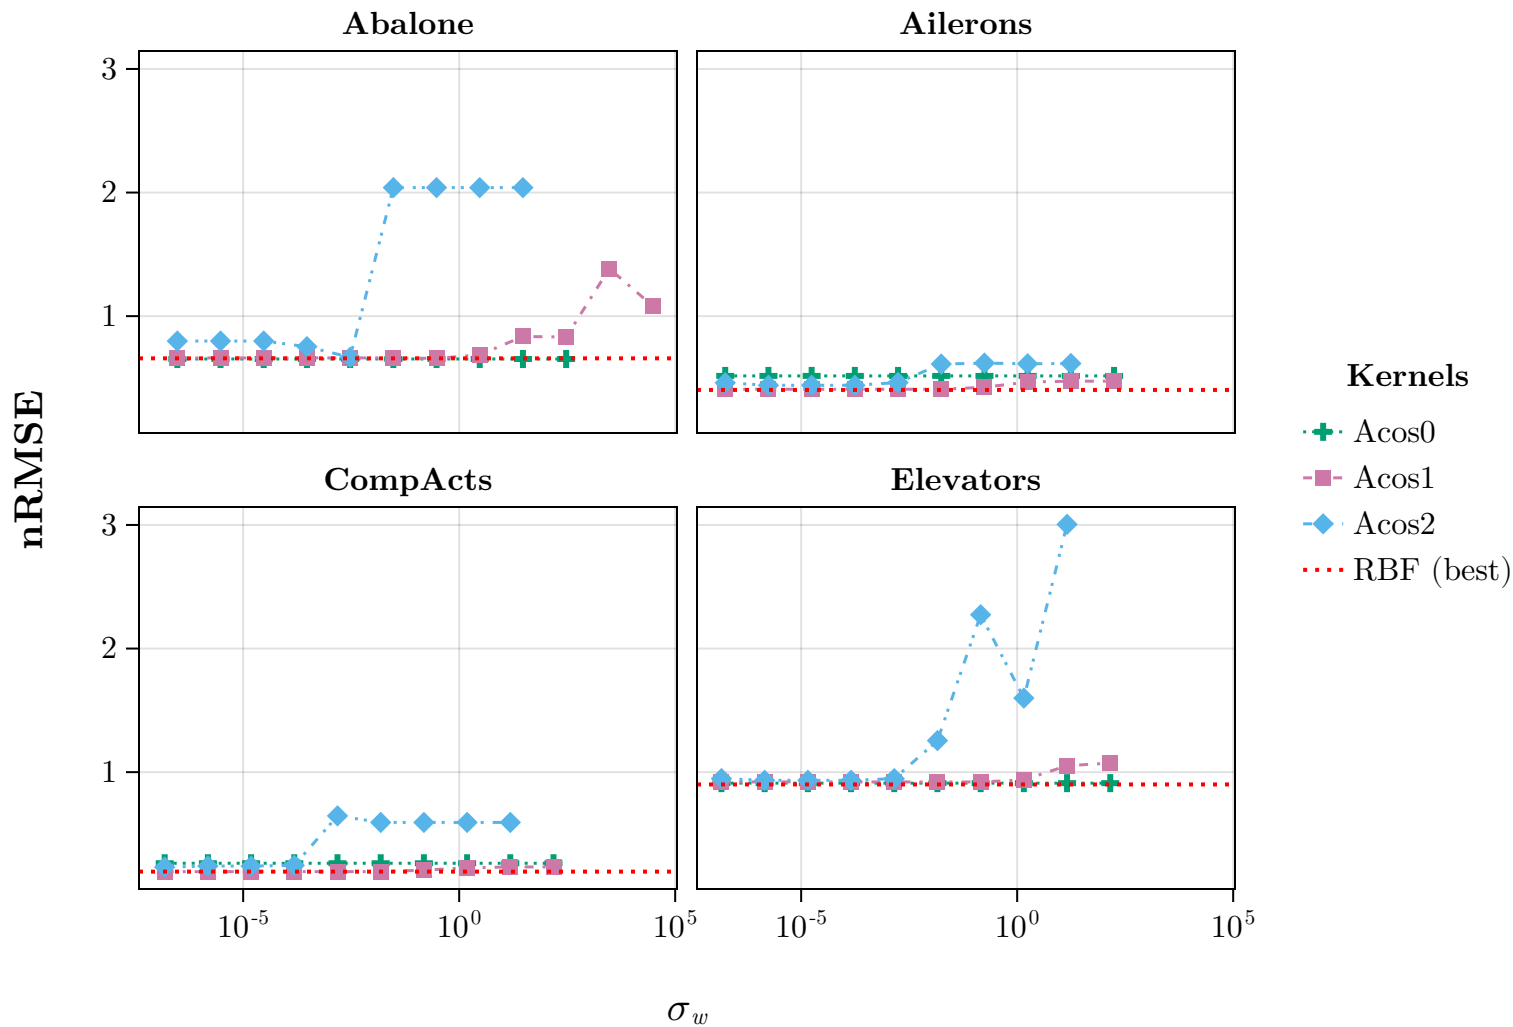 Abalone
Ailerons
3
2
1
CompActs
Elevators
3
2
1
10^-5
10^0
10^5
10^-5
10^0
10^5
nRMSE
σ_w
Kernels
Acos0
Acos1
Acos2
RBF (best)